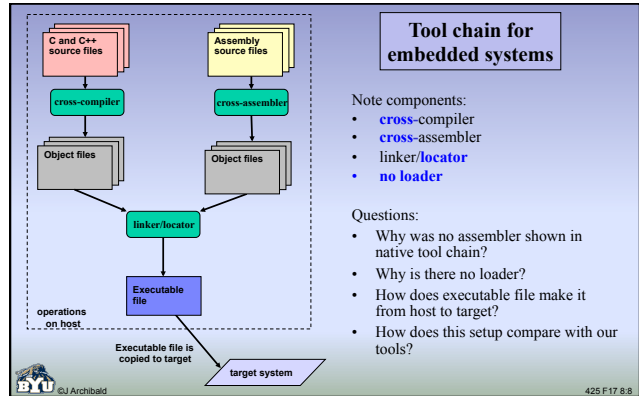 Tool chain for
embedded systems
C and C++
source files
Assembly
source files
cross-compiler
cross-assembler
Object files
Object files
linker/locator
Executable
file
operations
on host
Executable file is
copied to target
target system
Note components:
• cross-compiler
• cross-assembler
• linker/locator
• no loader
Questions:
• Why was no assembler shown in
native tool chain?
• Why is there no loader?
• How does executable file make it
from host to target?
• How does this setup compare with our
tools?
BYU ©J Archibald
425 F17 8:8